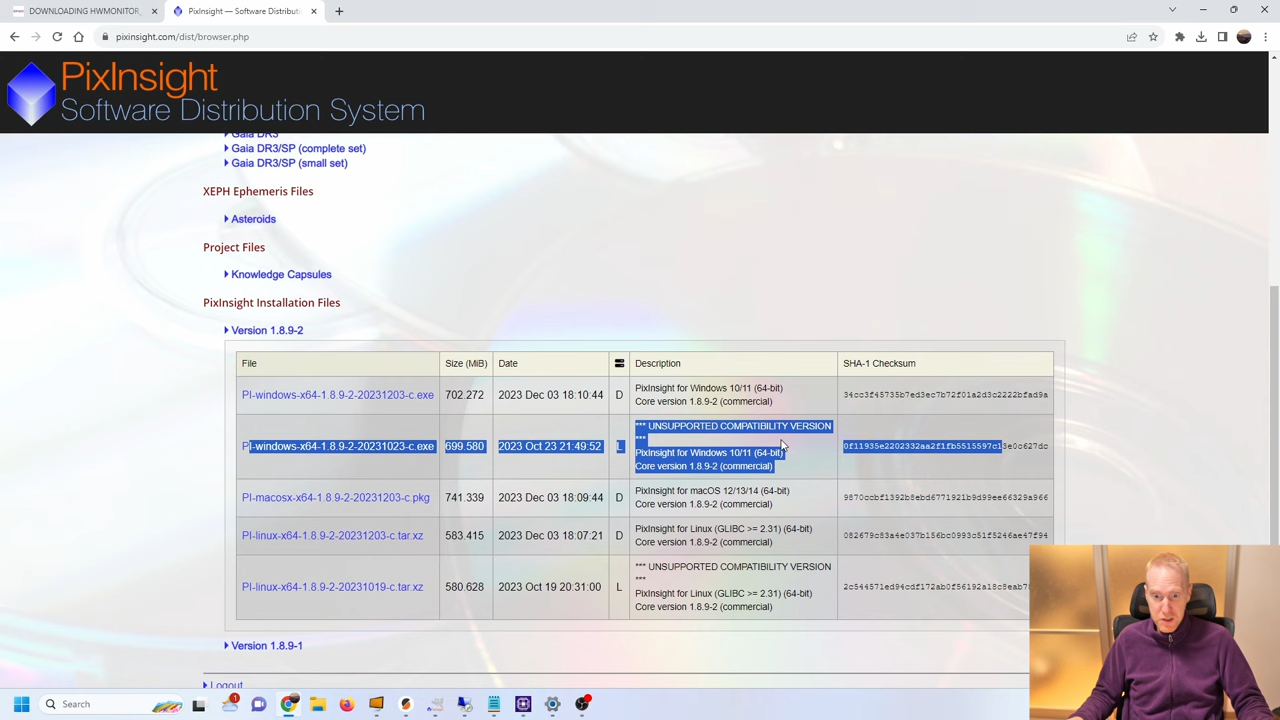 DOWNLOADING HWMONITOR_
PixInsight — Software Distributi
pixinsight.com/dist/browser.php
PixInsight
Software Distribution System
Gaia DR3
Gaia DR3/SP (complete set)
Gaia DR3/SP (small set)
XEPH Ephemeris Files
Asteroids
Project Files
Knowledge Capsules
PixInsight Installation Files
Version 1.8.9-2
File Size (MiB) Date Description SHA-1 Checksum
PixInsight for Windows 10/11 (64-bit)
PI-windows-x64-1.8.9-2-20231203-c.exe 702.272 2023 Dec 03 18:10:44 D 34cc3f45735b7ed3ec7b72f01a2d3c2222bfad9a
Core version 1.8.9-2 (commercial)
*** UNSUPPORTED COMPATIBILITY VERSION
***
PI-windows-x64-1.8.9-2-20231023-c.exe 699.580 2023 Oct 23 21:49:52 L 0f11935e2202332aa2f1fb5515597c133e0c627dc
PixInsight for Windows 10/11 (64-bit)
Core version 1.8.9-2 (commercial)
PixInsight for macOS 12/13/14 (64-bit)
PI-macosx-x64-1.8.9-2-20231203-c.pkg 741.339 2023 Dec 03 18:09:44 D 9870ccbf1392b8ebd6771921b9d99ee66329a966
Core version 1.8.9-2 (commercial)
PixInsight for Linux (GLIBC >= 2.31) (64-bit)
PI-linux-x64-1.8.9-2-20231203-c.tar.xz 583.415 2023 Dec 03 18:07:21 D 082679c83a4e037b156bc0993c51f5246ae47f94
Core version 1.8.9-2 (commercial)
*** UNSUPPORTED COMPATIBILITY VERSION
***
PI-linux-x64-1.8.9-2-20231019-c.tar.xz 580.628 2023 Oct 19 20:31:00 L
PixInsight for Linux (GLIBC >= 2.31) (64-bit)
Core version 1.8.9-2 (commercial)
Version 1.8.9-1
Logout
1
Search